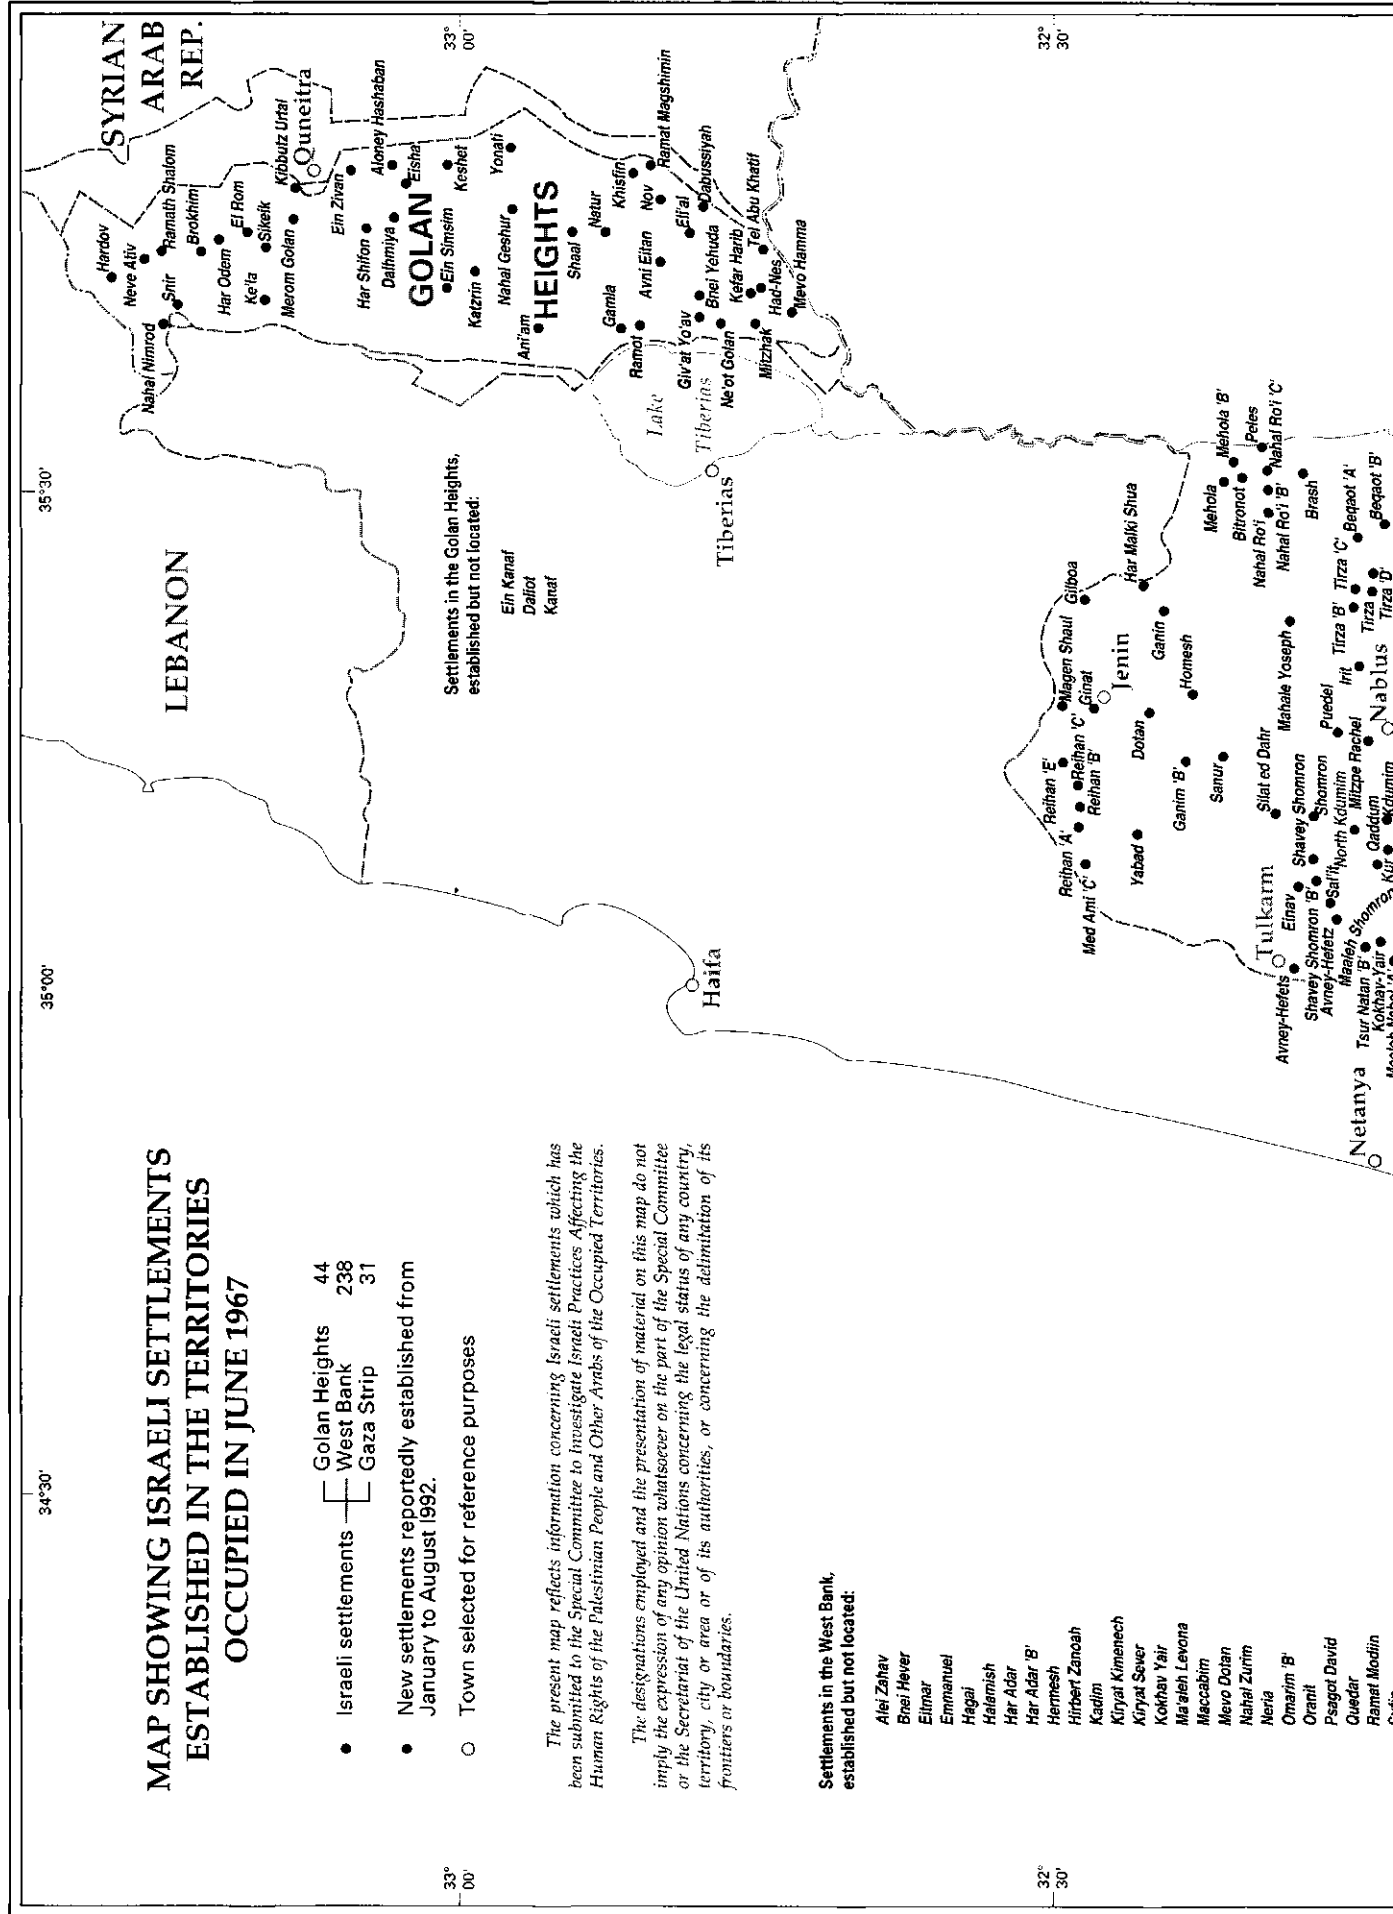 MAP SHOWING ISRAELI SETTLEMENTS
ESTABLISHED IN THE TERRITORIES
OCCUPIED IN JUNE 1967
Israeli settlements
Golan Heights 44
West Bank 238
Gaza Strip 31
New settlements reportedly established from
January to August 1992.
Town selected for reference purposes
The present map reflects information concerning Israeli settlements which has
been submitted to the Special Committee to Investigate Israeli Practices Affecting the
Human Rights of the Palestinian People and Other Arabs of the Occupied Territories.
The designations employed and the presentation of material on this map do not
imply the expression of any opinion whatsoever on the part of the Special Committee
or the Secretariat of the United Nations concerning the legal status of any country,
territory, city or area or of its authorities, or concerning the delimitation of its
frontiers or boundaries.
Settlements in the West Bank,
established but not located:
Alei Zahav
Bnei Hever
Eitmar
Emmanuel
Hagai
Halamish
Har Adar
Har Adar 'B'
Hermesh
Hirbert Zanoah
Kadim
Kiryat Kimenech
Kiryat Sever
Kokhav Yair
Ma'aleh Levona
Maccabim
Mevo Dotan
Nahal Zurim
Neria
Omarim 'B'
Oranit
Psagot David
Quedar
Ramat Modiin
34°30'
35°00'
35°30'
33°
00'
32°
30'
33°
00'
32°
30'
LEBANON
SYRIAN
ARAB
REP.
Settlements in the Golan Heights,
established but not located:
Ein Kanaf
Daliot
Kanaf
Hardov
Neve Ativ
Ramath Shalom
Snir
Nahal Nimrod
Brokhim
Har Odem
El Rom
Sikeik
Ke'la
Merom Golan
Kibbutz Urtal
Quneitra
Ein Zivan
Har Shifon
Aloney Hashaban
Dalhmiya
Eisha
GOLAN
Ein Simsim
Keshet
Katzrin
Yonati
Nahal Geshur
Ani'am
HEIGHTS
Shaal
Natur
Gamla
Khisfin
Ramot
Avni Eitan
Nov
Ramat Magshimin
Eli'al
Giv'at Yo'av
Bnei Yehuda
Dabussiyah
Ne'ot Golan
Kefar Harib
Tel Abu Khatif
Mitzhak
Had-Nes
Mevo Hamma
Lake
Tiberias
Tiberias
Haifa
Gilboa
Magen Shaul
Ginat
Jenin
Har Malki Shua
Ganin
Homesh
Reihan 'E'
Reihan 'C'
Reihan 'B'
Reihan 'A'
Med Ami 'C'
Dotan
Yabad
Ganim 'B'
Sanur
Mehola
Mehola 'B'
Bitronot
Peles
Nahal Ro'i
Nahal Ro'i 'B'
Nahal Ro'i 'C'
Brash
Silat ed Dahr
Mahale Yoseph
Tulkarm
Avney-Hefets
Einav
Shavey Shomron
Shavey Shomron 'B'
Shomron
Avney-Hefetz
Sal'it
North Kdumim
Puedel
Mitzpe Rachel
Irit
Tirza 'B'
Tirza 'C'
Tirza
Tirza 'D'
Beqaot 'A'
Beqaot 'B'
Nablus
Maaleh Shomron
Qaddum
Kdumim
Kur
Tsur Natan 'B'
Kokhav-Yair
Netanya